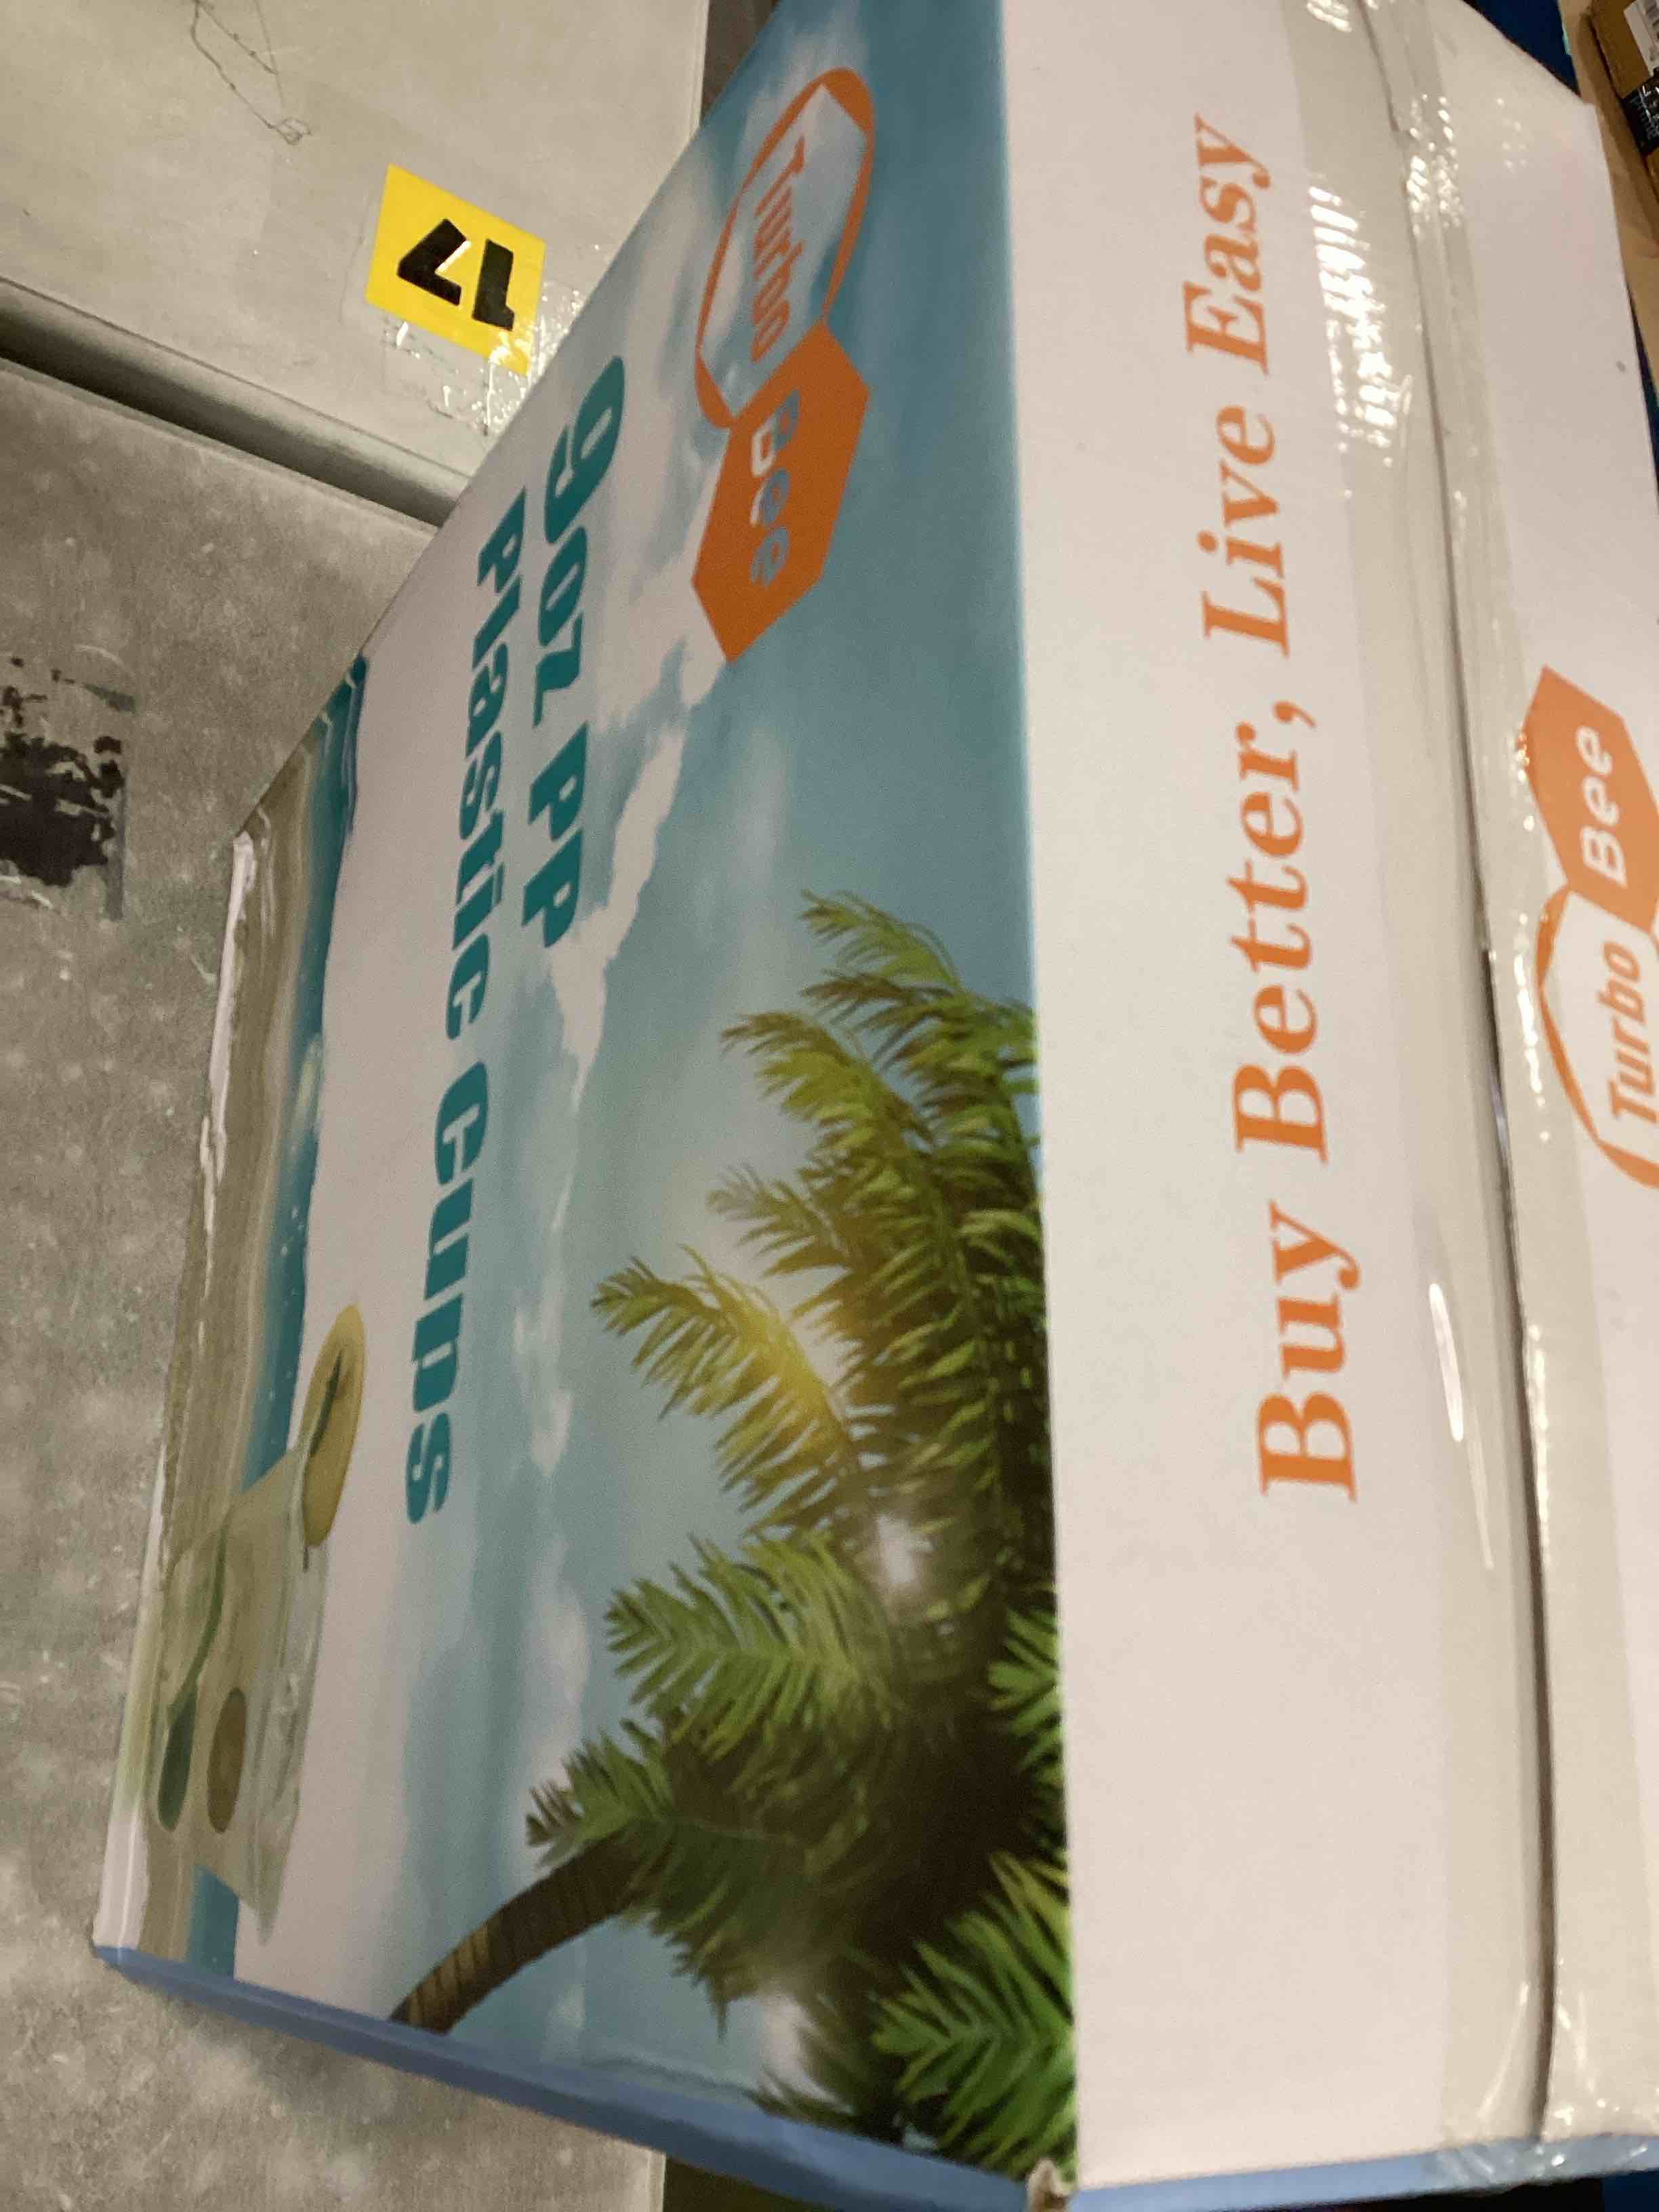 17
Turbo
Bee
9oz PP
Plastic Cups
Buy Better, Live Easy
Turbo
Bee